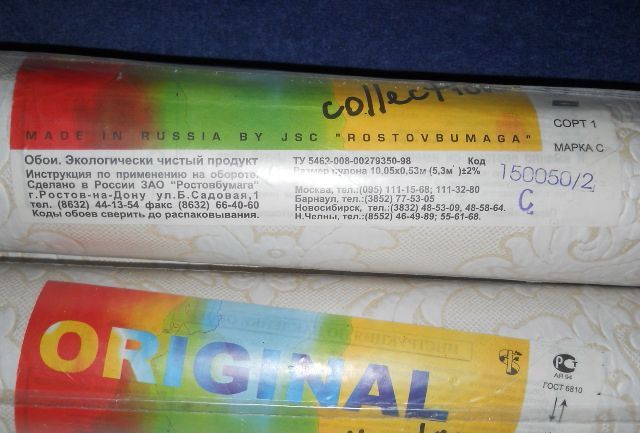 collection
MADE IN RUSSIA BY JSC "ROSTOVBUMAGA"
СОРТ 1
МАРКА С
Обои. Экологически чистый продукт
Инструкция по применению на обороте.
Сделано в России ЗАО "Ростовбумага"
г.Ростов-на-Дону ул.Б.Садовая,1
тел. (8632) 44-13-54 факс (8632) 66-40-60
Коды обоев сверить до распаковывания.
ТУ 5463-008-00279350-98 Код
Размер рулона 10,05х0,53м (5,3м²)±2%
150050/2
С
Москва, тел.:(095) 111-15-68; 111-32-80
Барнаул, тел.:(3852) 77-53-05
Новосибирск, тел.: (3832) 48-53-09, 48-58-64.
Н.Челны, тел.:(8552) 46-49-89; 55-61-68.
ORIGINAL
АЯ 94
ГОСТ 6810